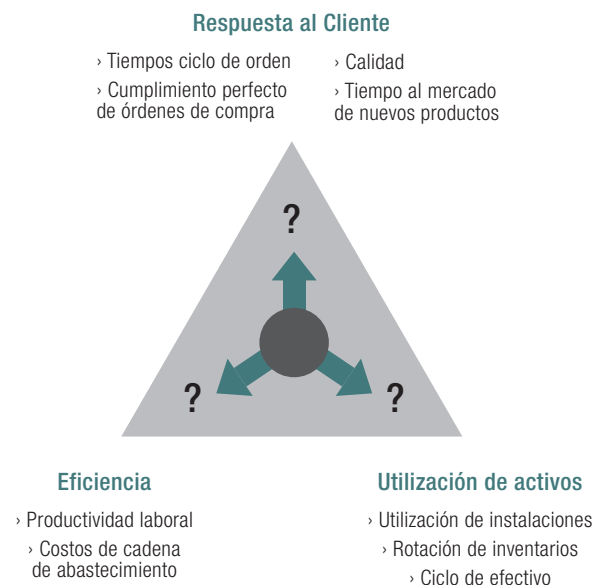 Respuesta al Cliente
› Tiempos ciclo de orden
› Cumplimiento perfecto
de órdenes de compra
› Calidad
› Tiempo al mercado
de nuevos productos
?
?
?
Eficiencia
› Productividad laboral
› Costos de cadena
de abastecimiento
Utilización de activos
› Utilización de instalaciones
› Rotación de inventarios
› Ciclo de efectivo